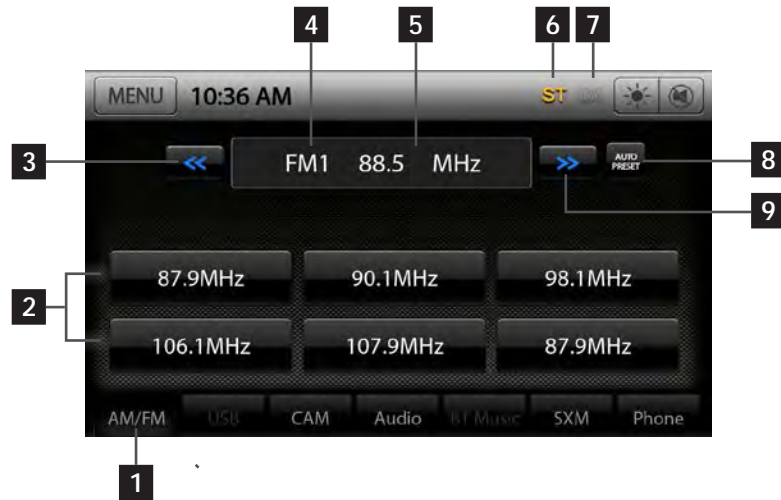 4 5 6 7
MENU 10:36 AM ST DX
3 << FM1 88.5 MHz >> AUTO PRESET 8
9
87.9MHz 90.1MHz 98.1MHz
2
106.1MHz 107.9MHz 87.9MHz
AM/FM USB CAM Audio BT Music SXM Phone
1